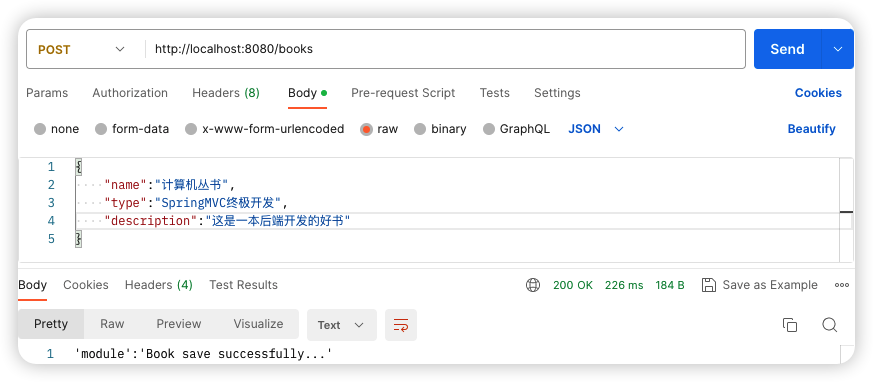 POST http://localhost:8080/books Send
Params Authorization Headers (8) Body Pre-request Script Tests Settings Cookies
none form-data x-www-form-urlencoded raw binary GraphQL JSON Beautify
1 {
2 "name":"计算机丛书",
3 "type":"SpringMVC终极开发",
4 "description":"这是一本后端开发的好书"
5 }
Body Cookies Headers (4) Test Results 200 OK 226 ms 184 B Save as Example
Pretty Raw Preview Visualize Text
1 'module':'Book save successfully...'